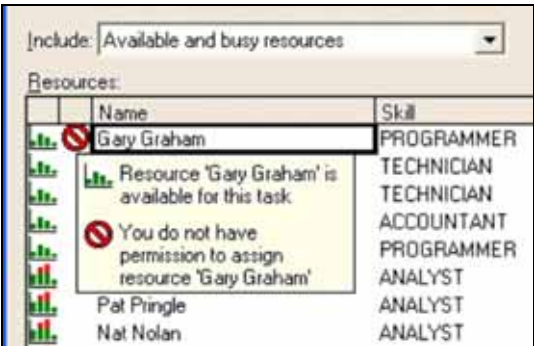 Include: Available and busy resources
Resources:
Name Skill
Gary Graham PROGRAMMER
TECHNICIAN
TECHNICIAN
ACCOUNTANT
PROGRAMMER
ANALYST
Resource 'Gary Graham' is
available for this task
You do not have
permission to assign
resource 'Gary Graham'
Pat Pringle ANALYST
Nat Nolan ANALYST